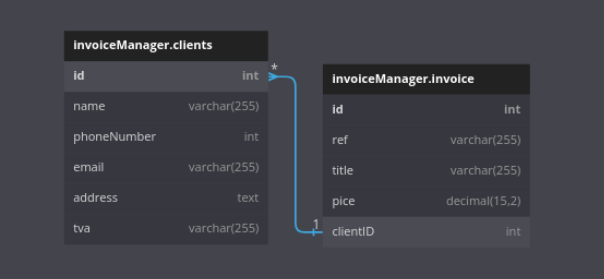 invoiceManager.clients
id int
name varchar(255)
phoneNumber int
email varchar(255)
address text
tva varchar(255)
*
1
invoiceManager.invoice
id int
ref varchar(255)
title varchar(255)
pice decimal(15,2)
clientID int